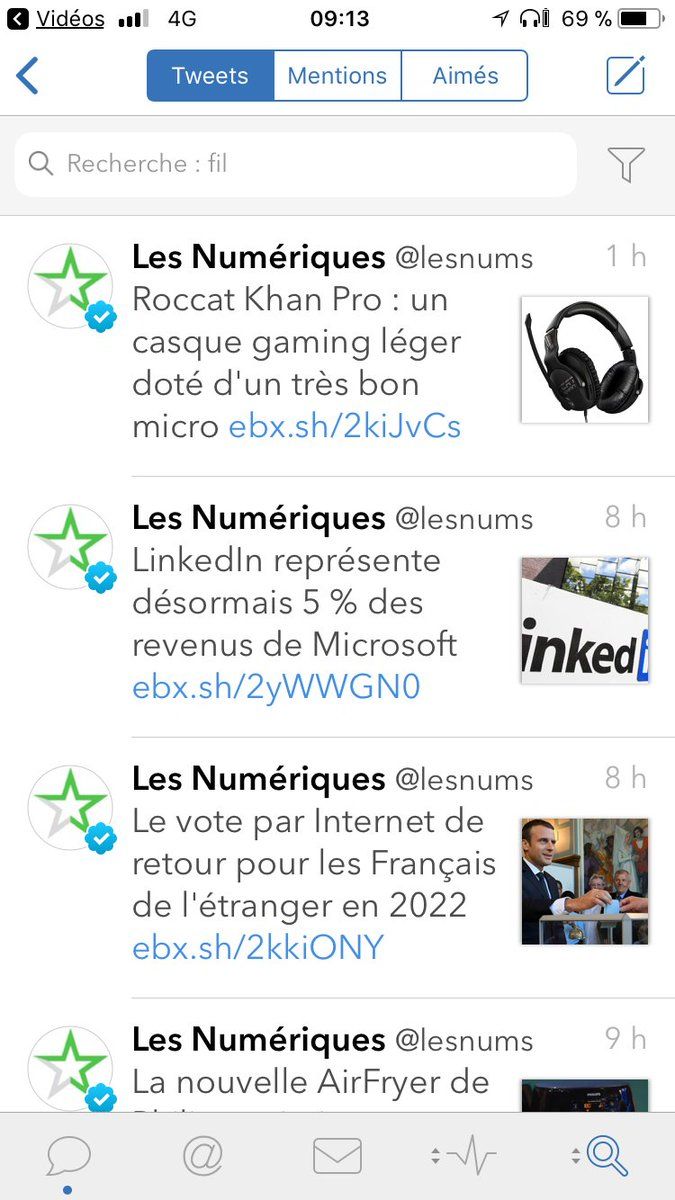 Vidéos 4G 09:13 69 %
Tweets Mentions Aimés
Recherche : fil
Les Numériques @lesnums 1 h
Roccat Khan Pro : un
casque gaming léger
doté d'un très bon
micro ebx.sh/2kiJvCs
Les Numériques @lesnums 8 h
LinkedIn représente
désormais 5 % des
revenus de Microsoft
ebx.sh/2yWWGN0
inked
Les Numériques @lesnums 8 h
Le vote par Internet de
retour pour les Français
de l'étranger en 2022
ebx.sh/2kkiONY
Les Numériques @lesnums 9 h
La nouvelle AirFryer de